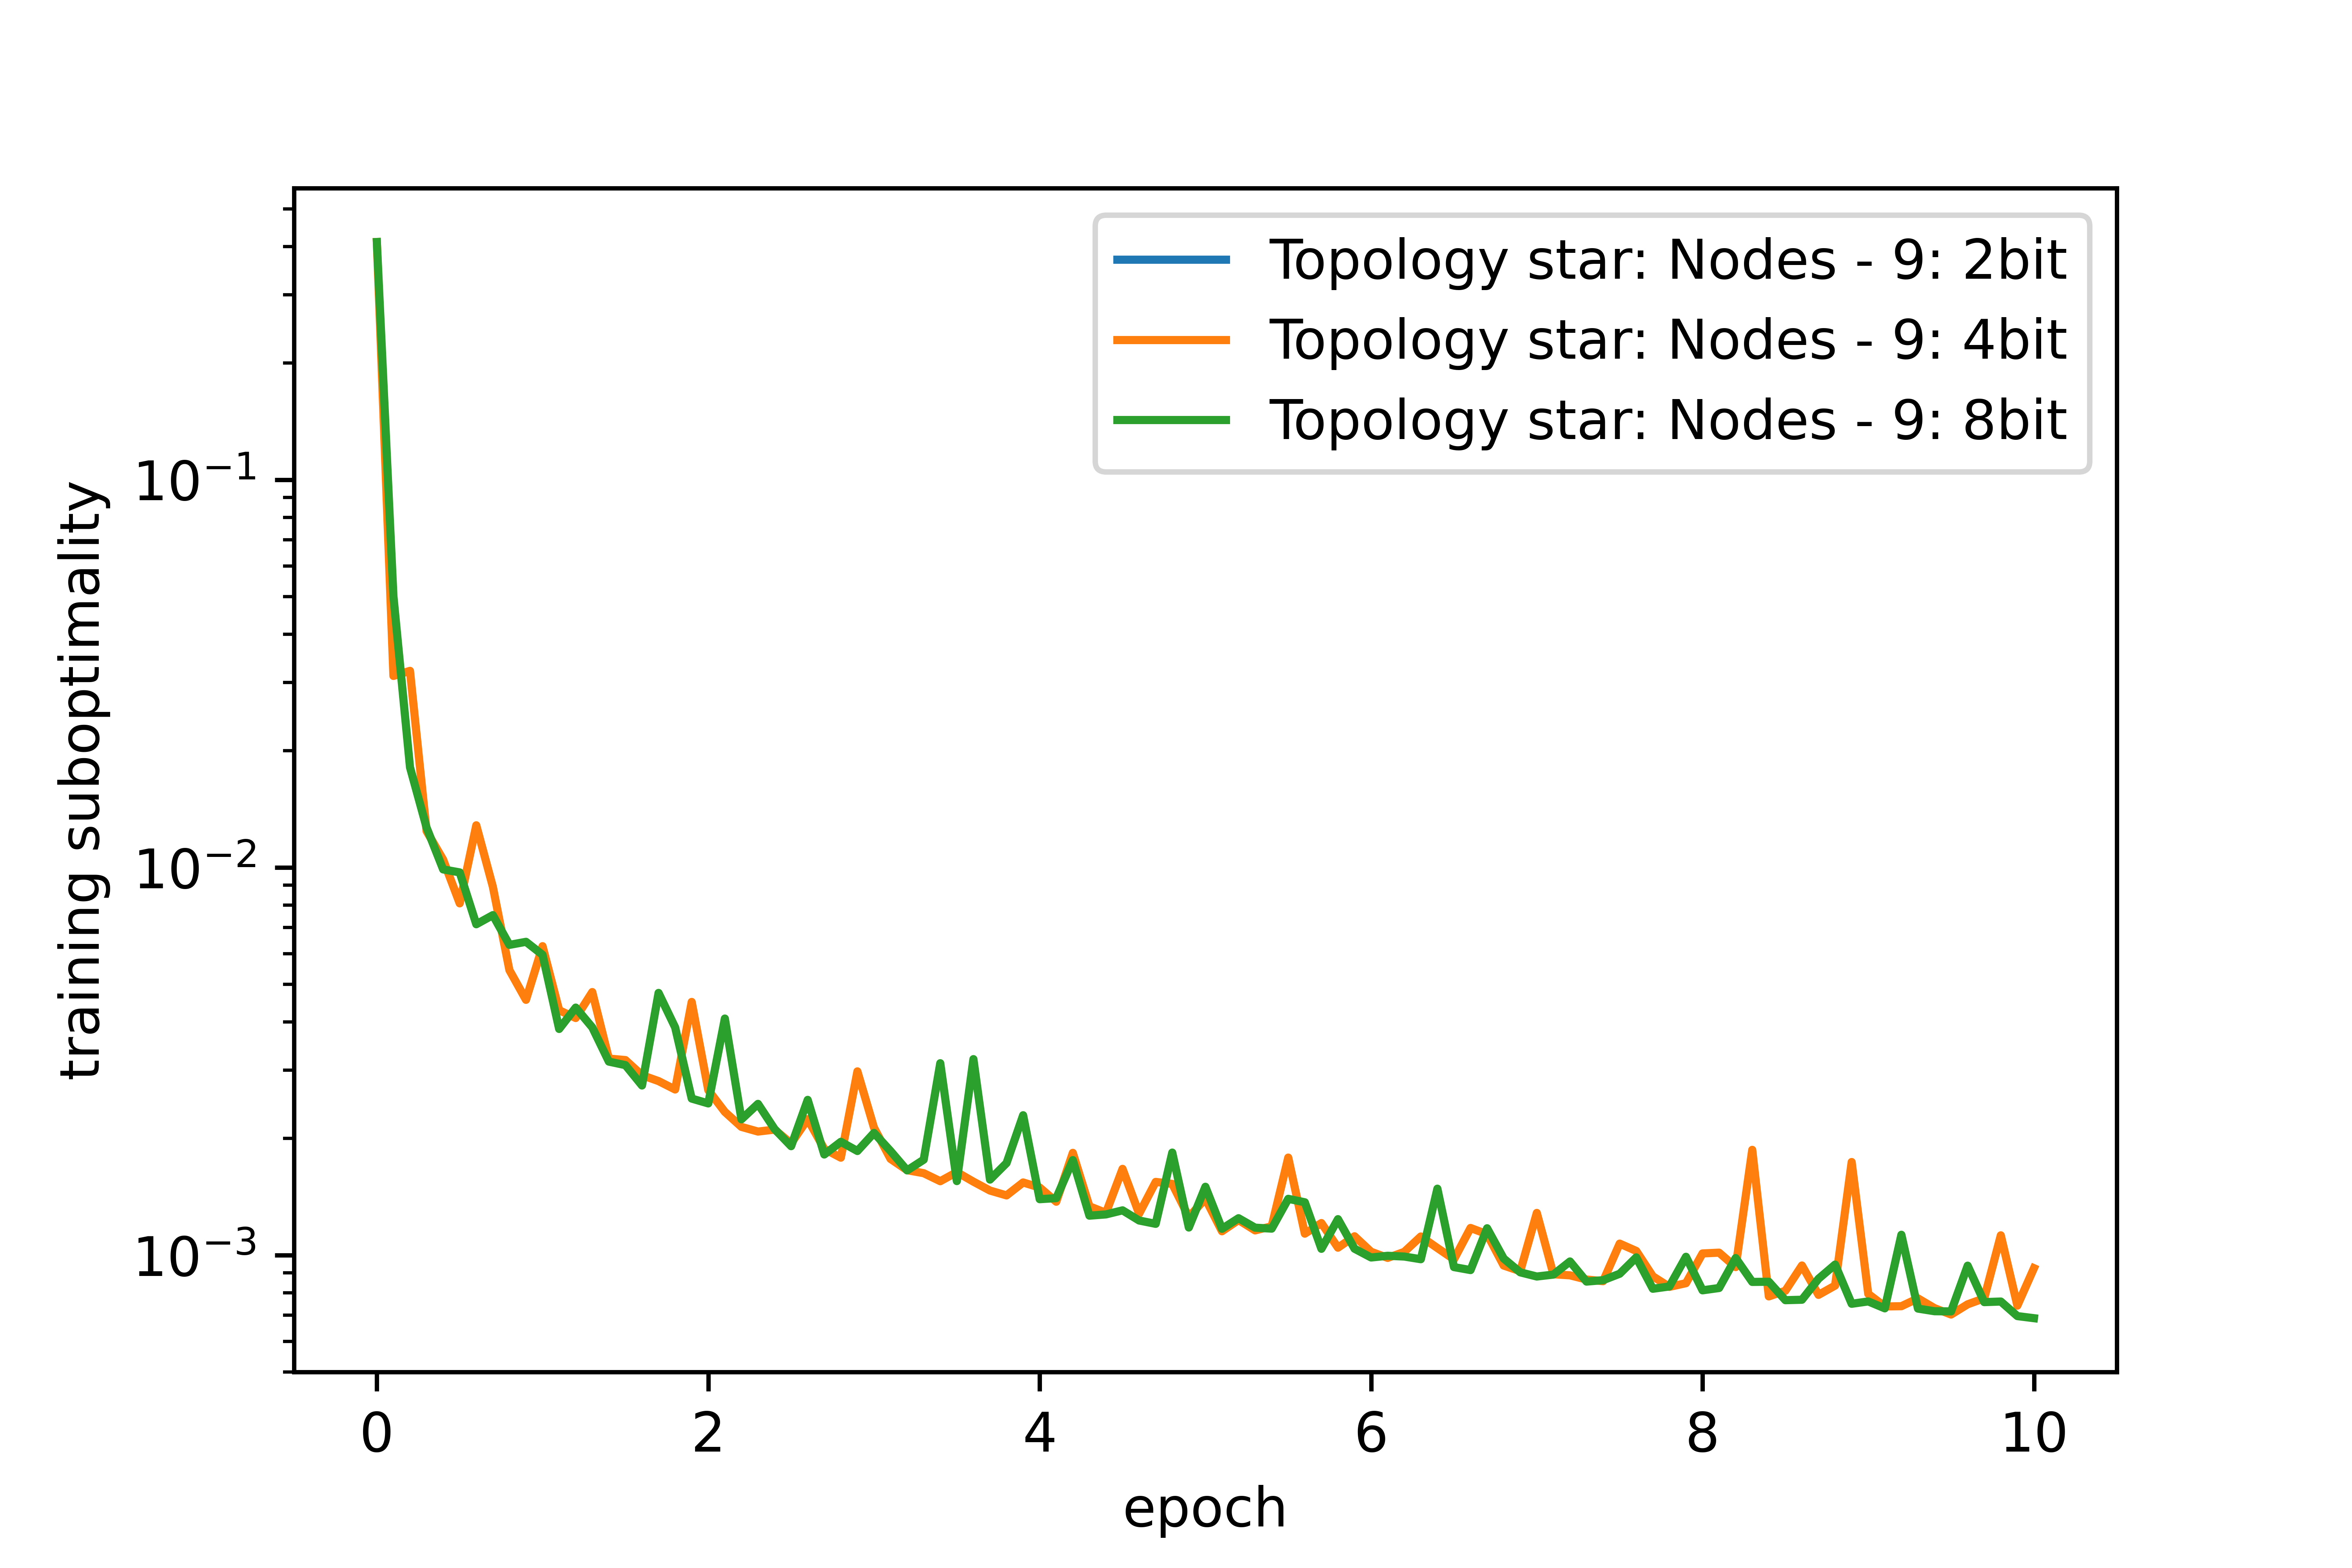 Topology star: Nodes - 9: 2bit
Topology star: Nodes - 9: 4bit
Topology star: Nodes - 9: 8bit
training suboptimality
10⁻¹
10⁻²
10⁻³
0 2 4 6 8 10
epoch